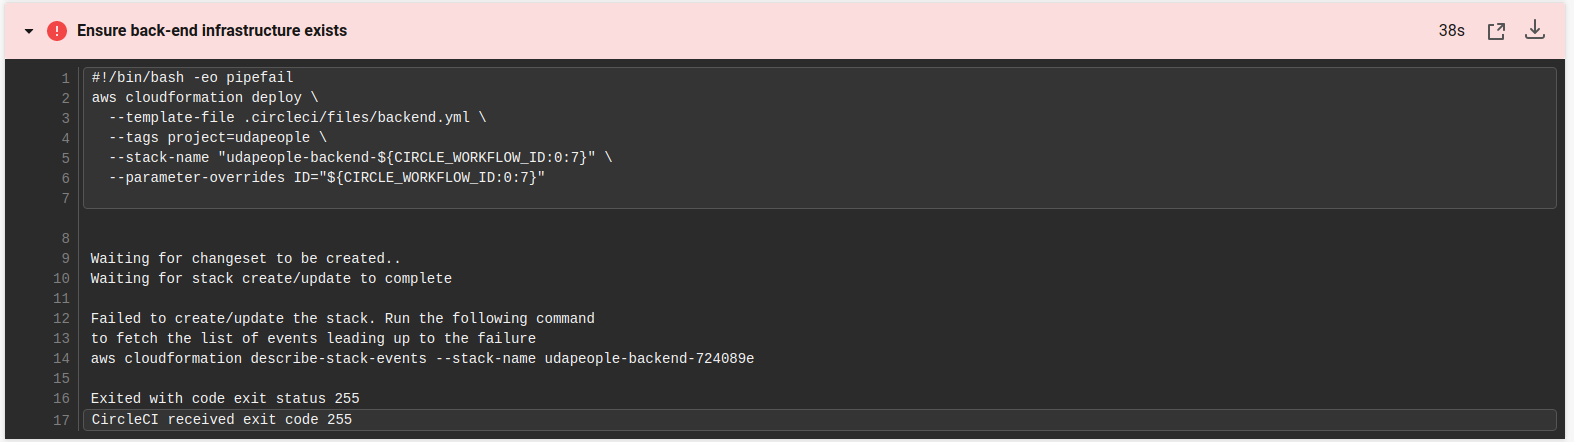 Ensure back-end infrastructure exists
38s
1 #!/bin/bash -eo pipefail
2 aws cloudformation deploy \
3   --template-file .circleci/files/backend.yml \
4   --tags project=udapeople \
5   --stack-name "udapeople-backend-${CIRCLE_WORKFLOW_ID:0:7}" \
6   --parameter-overrides ID="${CIRCLE_WORKFLOW_ID:0:7}"
7
8
9 Waiting for changeset to be created..
10 Waiting for stack create/update to complete
11
12 Failed to create/update the stack. Run the following command
13 to fetch the list of events leading up to the failure
14 aws cloudformation describe-stack-events --stack-name udapeople-backend-724089e
15
16 Exited with code exit status 255
17 CircleCI received exit code 255